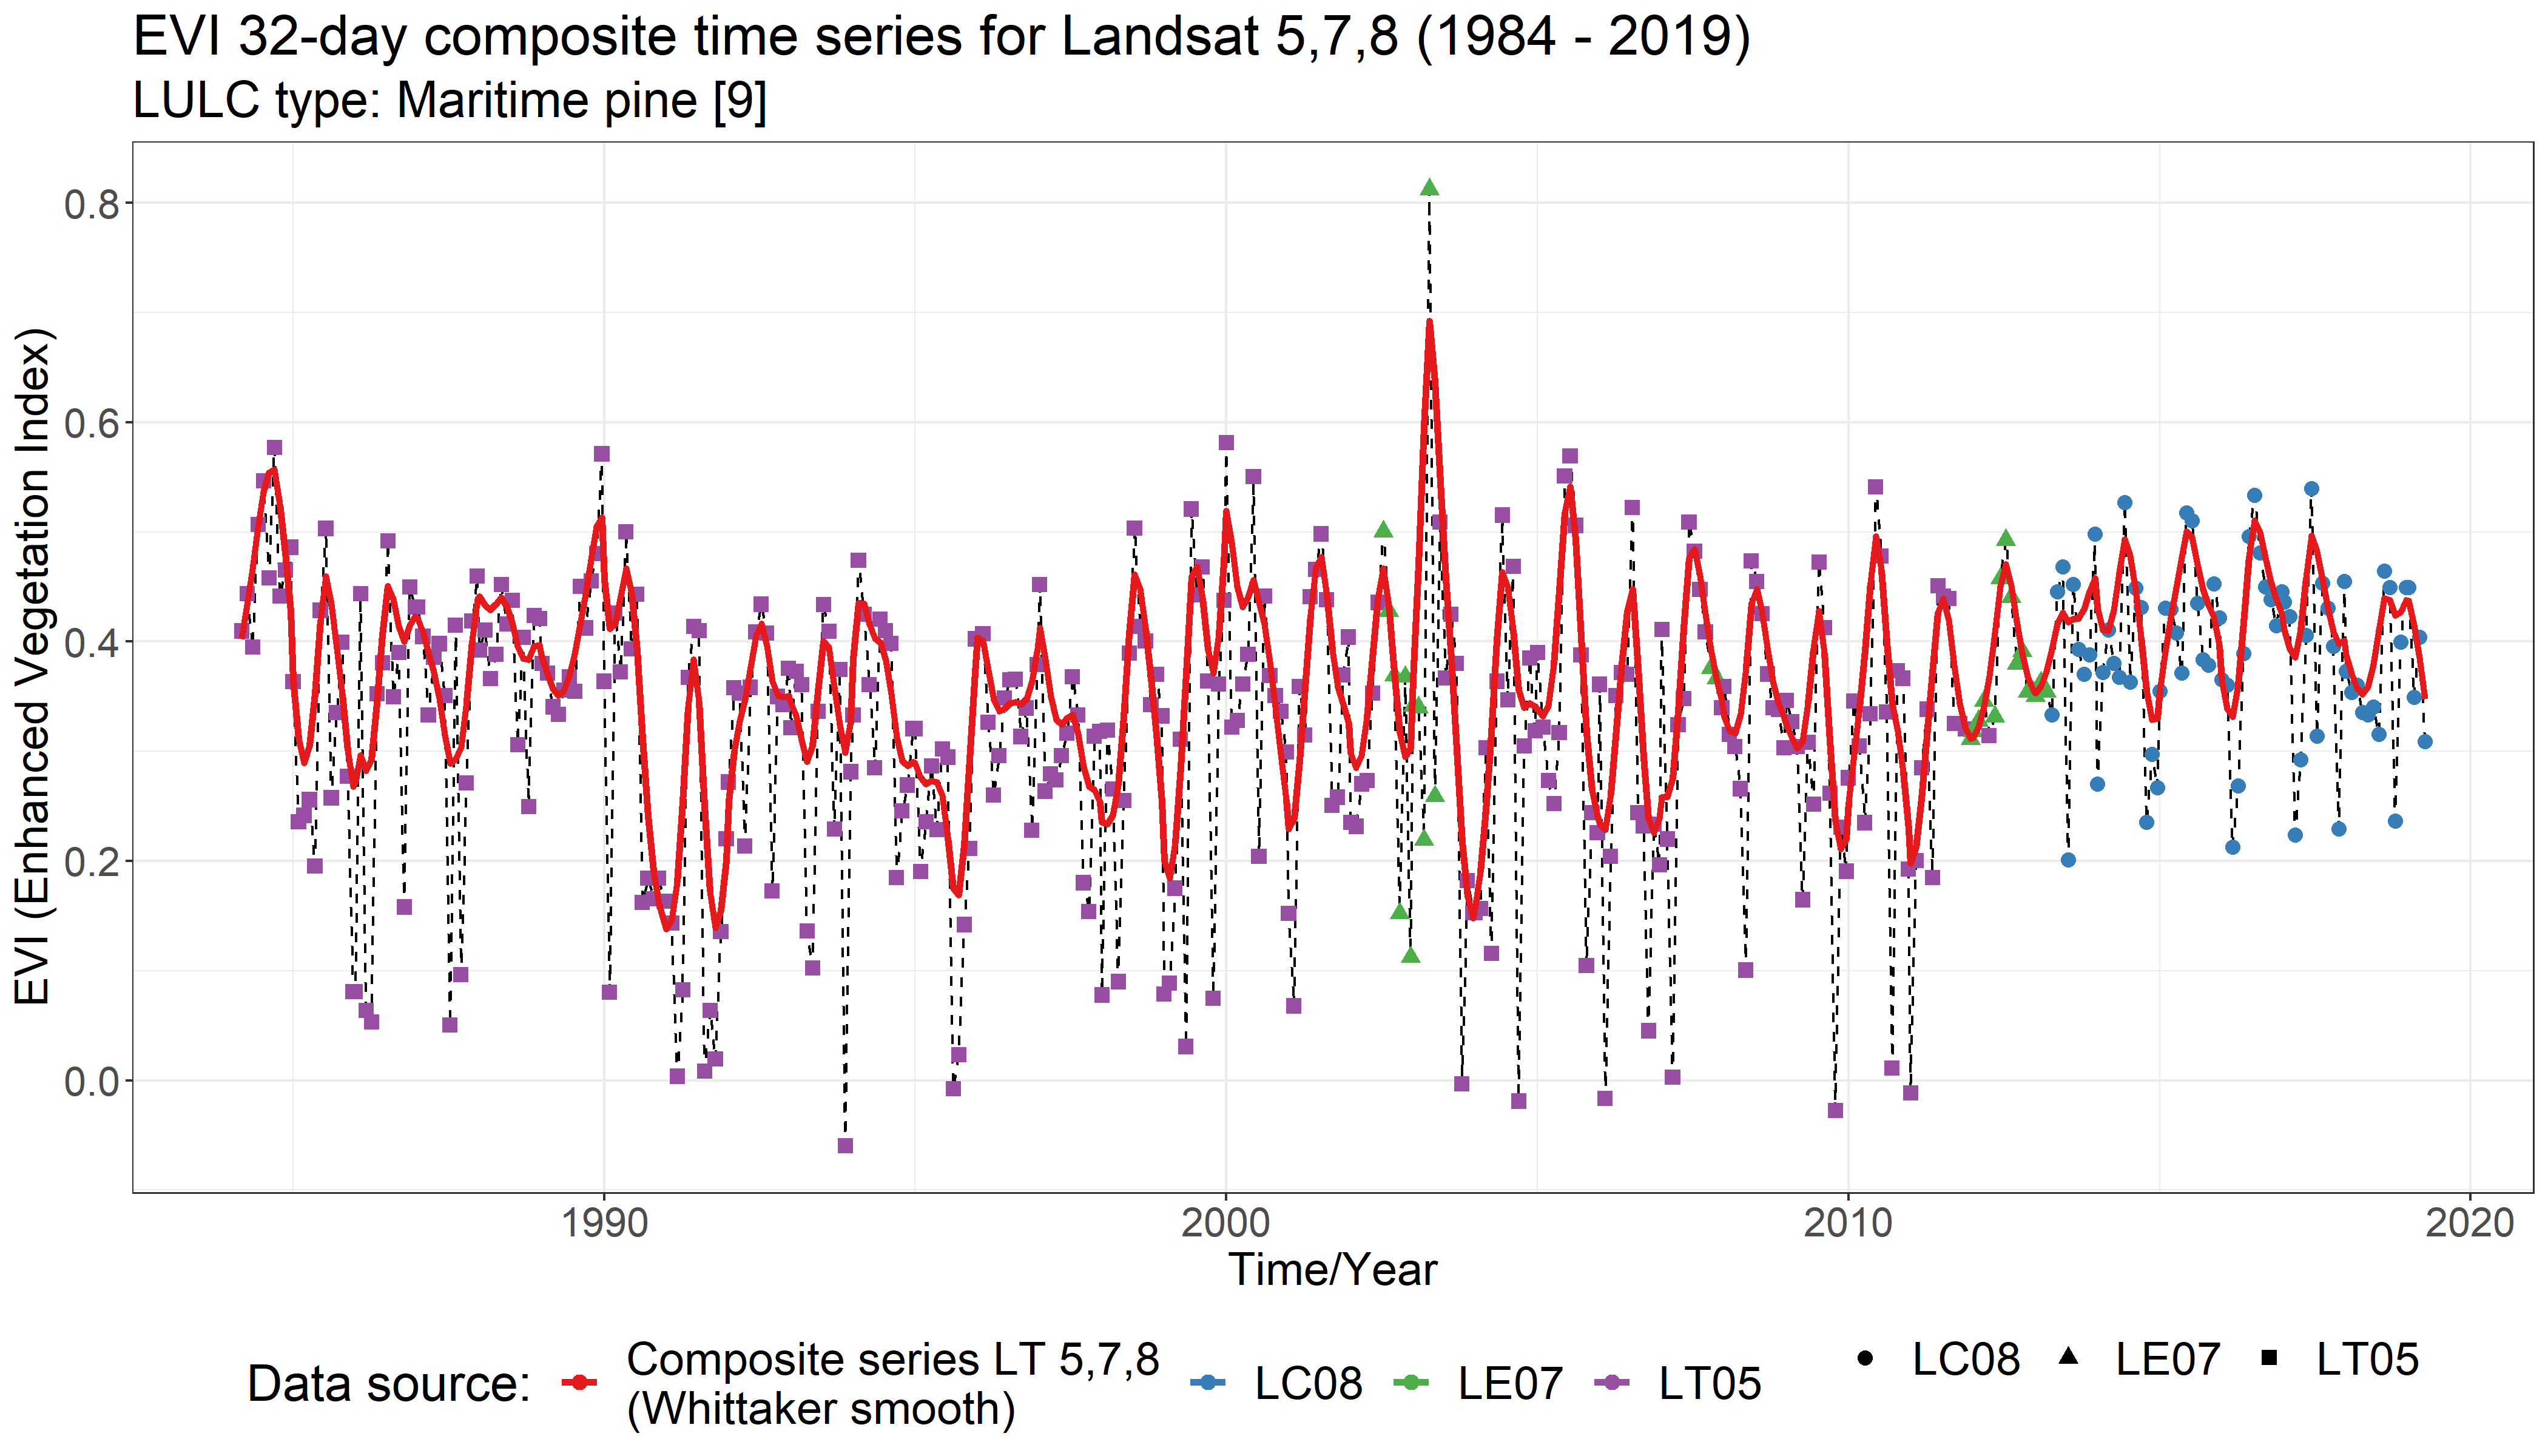 EVI 32-day composite time series for Landsat 5,7,8 (1984 - 2019)
LULC type: Maritime pine [9]
EVI (Enhanced Vegetation Index)
0.8
0.6
0.4
0.2
0.0
1990 2000 2010 2020
Time/Year
Data source: Composite series LT 5,7,8
(Whittaker smooth)
LC08 LE07 LT05
LC08 LE07 LT05